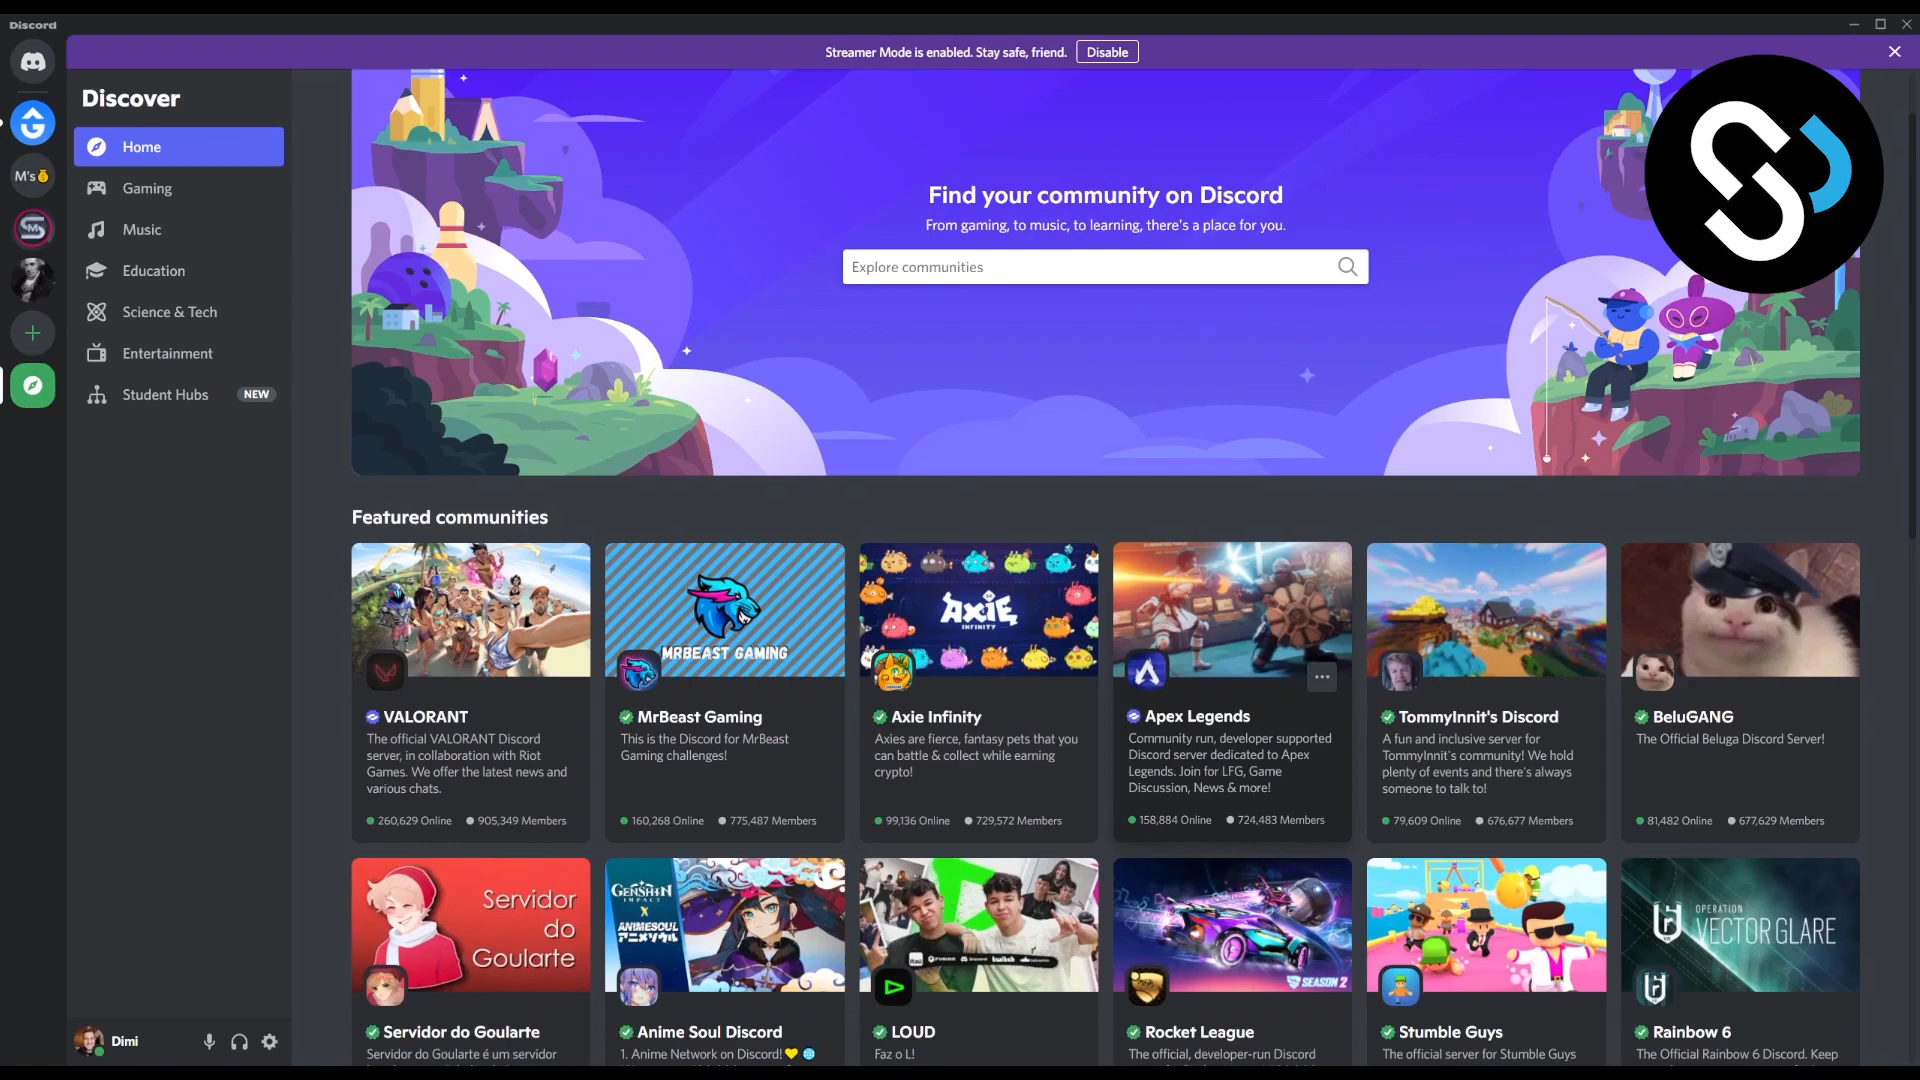 Discord
Streamer Mode is enabled. Stay safe, friend.
Disable
Discover
Home
Gaming
Music
Education
Science & Tech
Entertainment
Student Hubs
NEW
M's💰
Find your community on Discord
From gaming, to music, to learning, there's a place for you.
Explore communities
Featured communities
MRBEAST GAMING
AXIE
INFINITY
VALORANT
The official VALORANT Discord
server, in collaboration with Riot
Games. We offer the latest news and
various chats.
260,629 Online
905,349 Members
MrBeast Gaming
This is the Discord for MrBeast
Gaming challenges!
160,268 Online
775,487 Members
Axie Infinity
Axies are fierce, fantasy pets that you
can battle & collect while earning
crypto!
99,136 Online
729,572 Members
Apex Legends
Community run, developer supported
Discord server dedicated to Apex
Legends. Join for LFG, Game
Discussion, News & more!
158,884 Online
724,483 Members
TommyInnit's Discord
A fun and inclusive server for
TommyInnit's community! We hold
plenty of events and there's always
someone to talk to!
79,609 Online
676,677 Members
BeluGANG
The Official Beluga Discord Server!
81,482 Online
677,629 Members
Servidor
do
Goularte
GENSHIN
IMPACT
X
ANIMESOUL
アニメソウル
SEASON 2
OPERATION
VECTOR GLARE
Servidor do Goularte
Servidor do Goularte é um servidor
Anime Soul Discord
1. Anime Network on Discord! 💛 🌐
LOUD
Faz o L!
Rocket League
The official, developer-run Discord
Stumble Guys
The official server for Stumble Guys
Rainbow 6
The Official Rainbow 6 Discord. Keep
Dimi